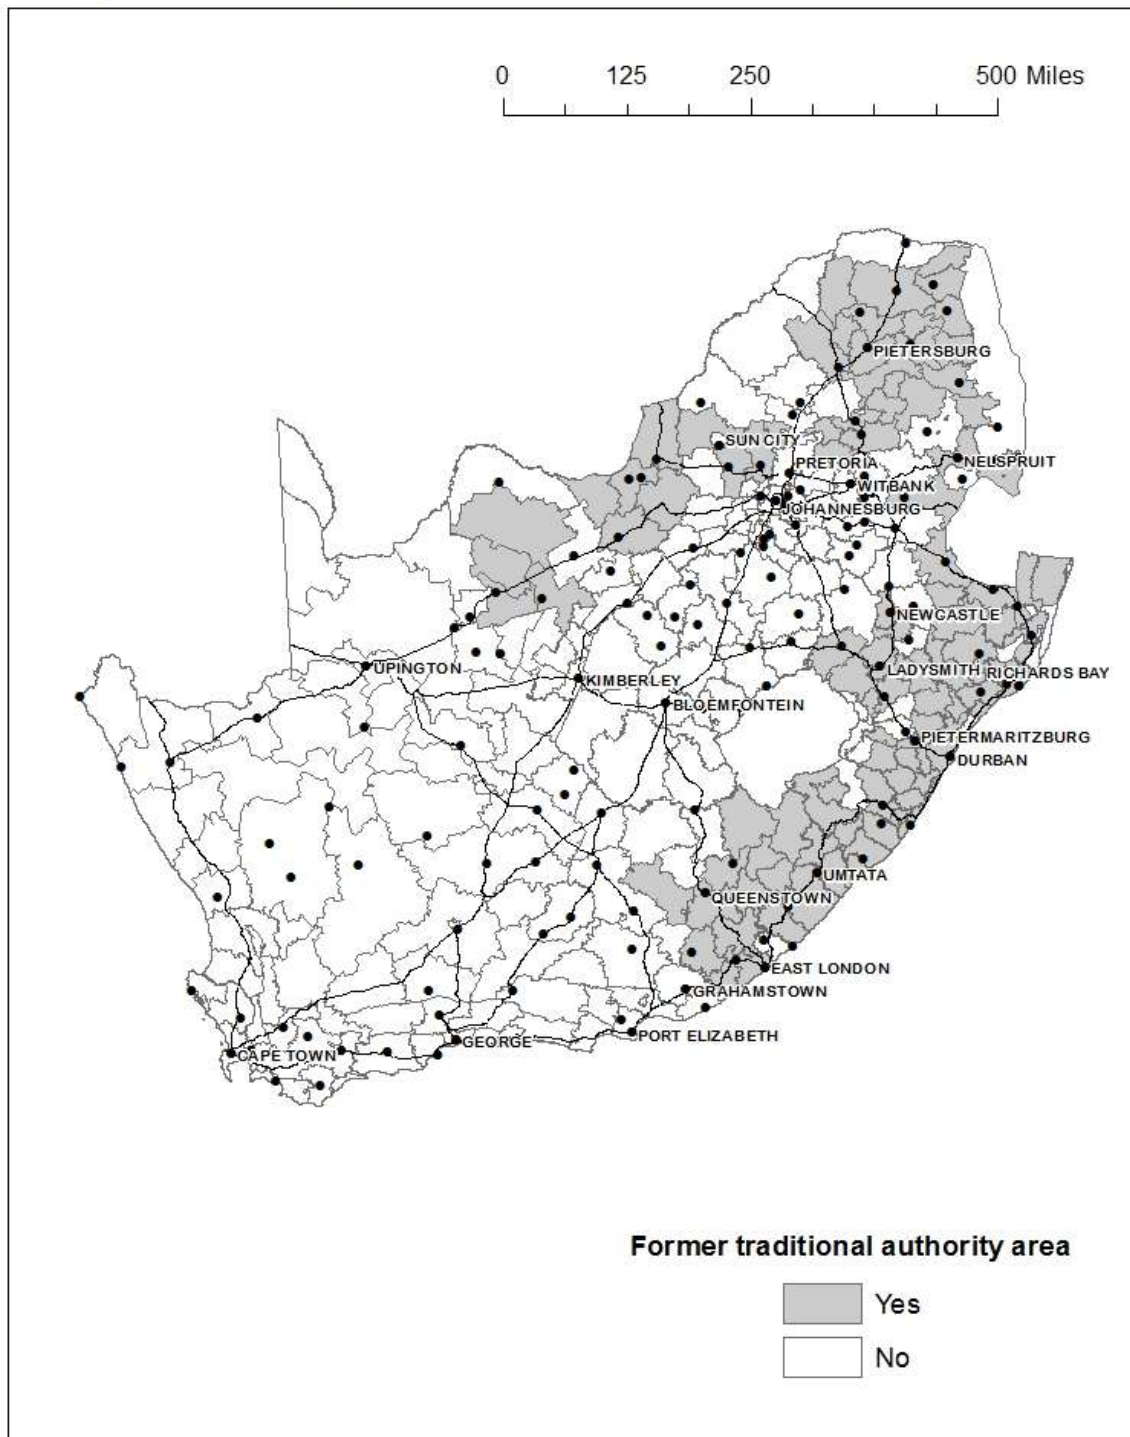 0 125 250 500 Miles
PIETERSBURG
SUN CITY
PRETORIA
NELSPRUIT
WITBANK
JOHANNESBURG
NEWCASTLE
UPINGTON
LADYSMITH
RICHARDS BAY
KIMBERLEY
BLOEMFONTEIN
PIETERMARITZBURG
DURBAN
UMTATA
QUEENSTOWN
EAST LONDON
GRAHAMSTOWN
PORT ELIZABETH
GEORGE
CAPE TOWN
Former traditional authority area
Yes
No